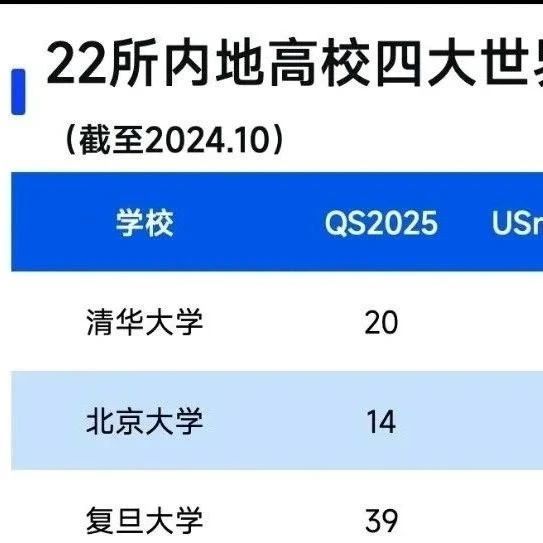 22所内地高校四大世
（截至2024.10）
学校 QS2025 US
清华大学 20
北京大学 14
复旦大学 39